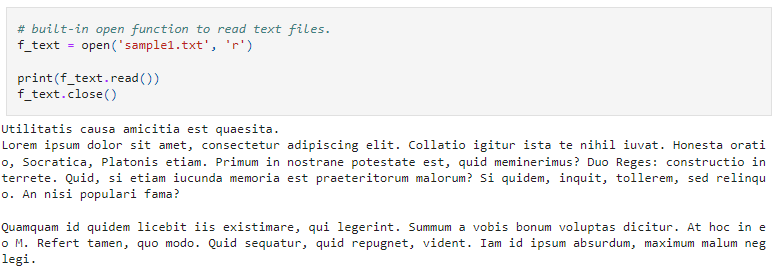 # built-in open function to read text files.
f_text = open('sample1.txt', 'r')
print(f_text.read())
f_text.close()
Utilitatis causa amicitia est quaesita.
Lorem ipsum dolor sit amet, consectetur adipiscing elit. Collatio igitur ista te nihil iuvat. Honesta orati
o, Socratica, Platonis etiam. Primum in nostrane potestate est, quid meminerimus? Duo Reges: constructio in
terrete. Quid, si etiam iucunda memoria est praeteritorum malorum? Si quidem, inquit, tollerem, sed relinqu
o. An nisi populari fama?
Quamquam id quidem licebit iis existimare, qui legerint. Summum a vobis bonum voluptas dicitur. At hoc in e
o M. Refert tamen, quo modo. Quid sequatur, quid repugnet, vident. Iam id ipsum absurdum, maximum malum neg
legi.